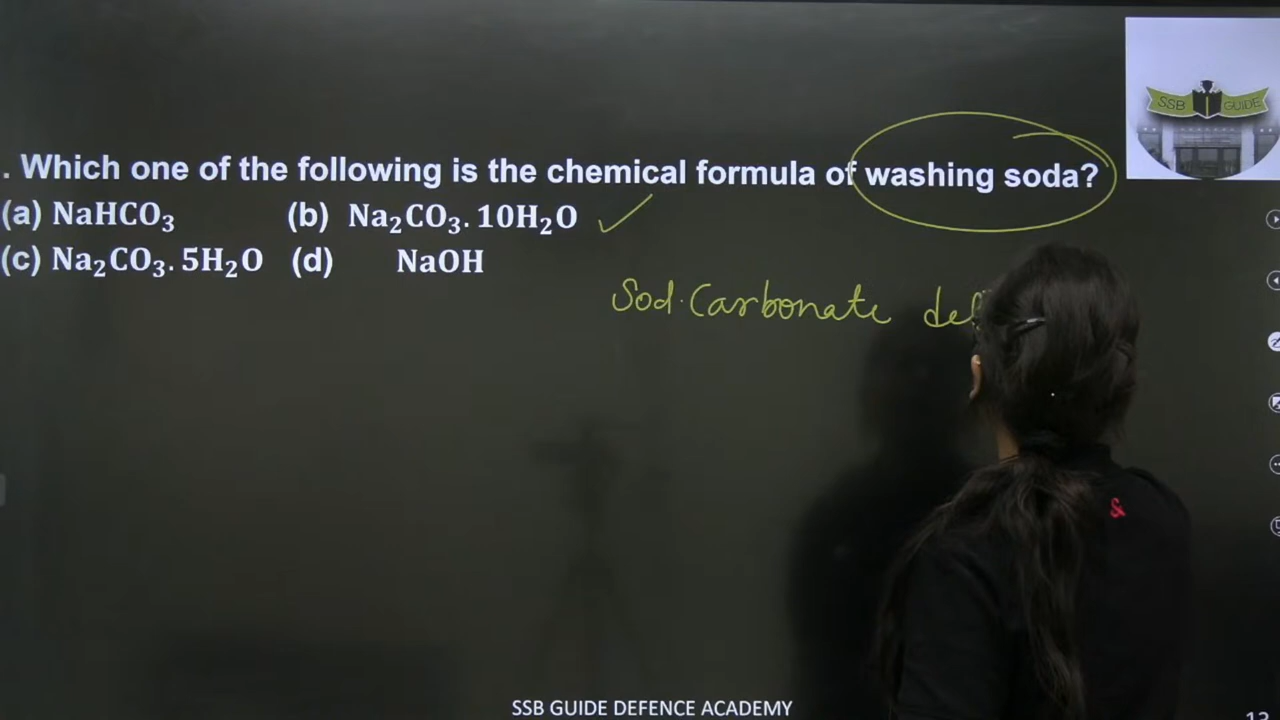 . Which one of the following is the chemical formula of washing soda?
(a) NaHCO₃ (b) Na₂CO₃. 10H₂O
(c) Na₂CO₃. 5H₂O (d) NaOH
Sod. Carbonate
SSB GUIDE
SSB GUIDE DEFENCE ACADEMY